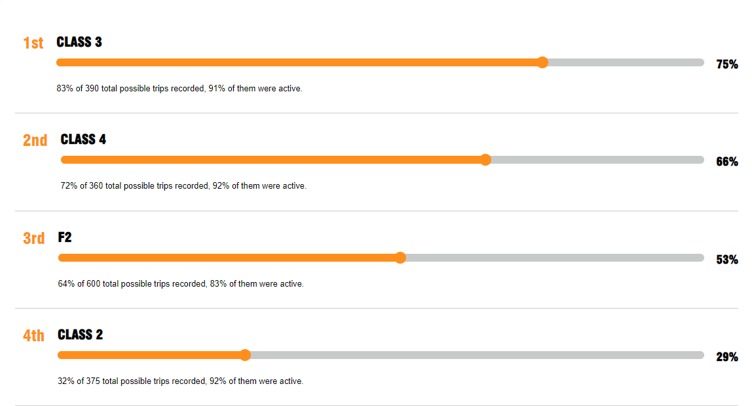 1st CLASS 3
75%
83% of 390 total possible trips recorded, 91% of them were active.
2nd CLASS 4
66%
72% of 360 total possible trips recorded, 92% of them were active.
3rd F2
53%
64% of 600 total possible trips recorded, 83% of them were active.
4th CLASS 2
29%
32% of 375 total possible trips recorded, 92% of them were active.